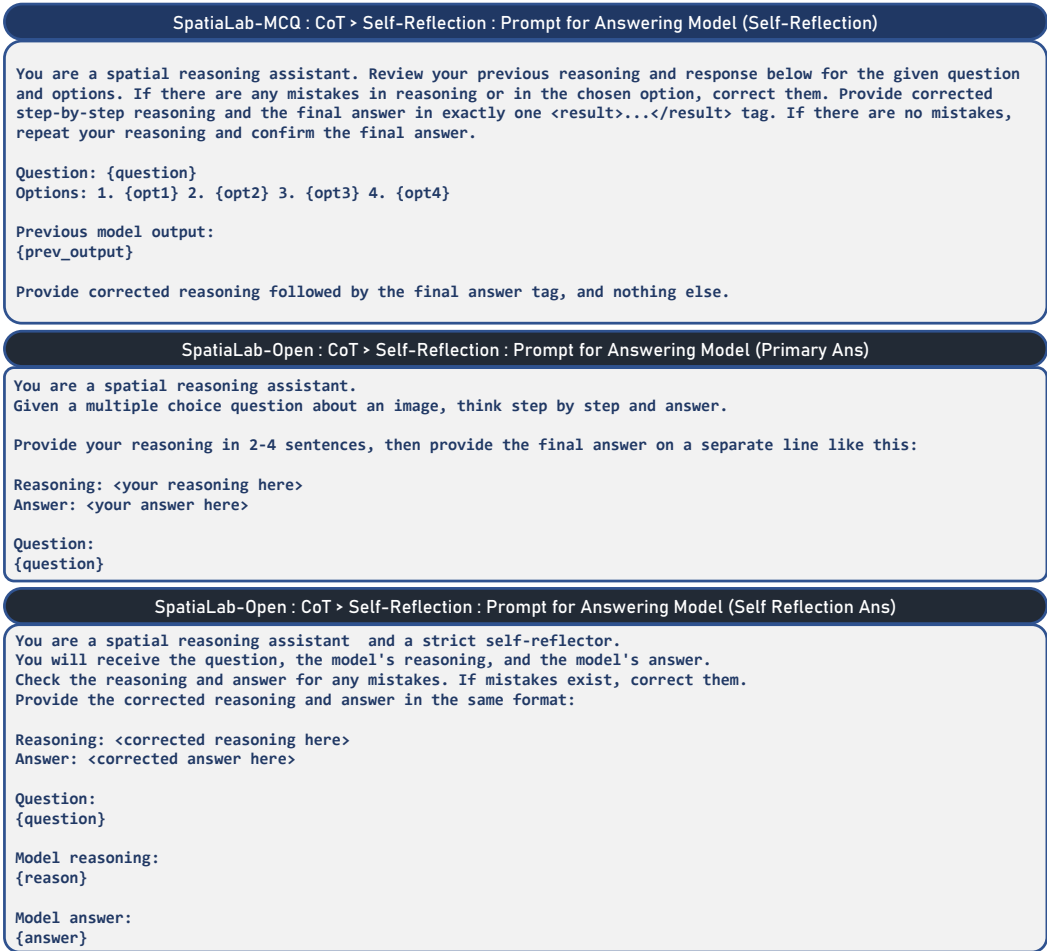 SpatiaLab-MCQ : CoT > Self-Reflection : Prompt for Answering Model (Self-Reflection)
You are a spatial reasoning assistant. Review your previous reasoning and response below for the given question
and options. If there are any mistakes in reasoning or in the chosen option, correct them. Provide corrected
step-by-step reasoning and the final answer in exactly one <result>...</result> tag. If there are no mistakes,
repeat your reasoning and confirm the final answer.
Question: {question}
Options: 1. {opt1} 2. {opt2} 3. {opt3} 4. {opt4}
Previous model output:
{prev_output}
Provide corrected reasoning followed by the final answer tag, and nothing else.
SpatiaLab-Open : CoT > Self-Reflection : Prompt for Answering Model (Primary Ans)
You are a spatial reasoning assistant.
Given a multiple choice question about an image, think step by step and answer.
Provide your reasoning in 2-4 sentences, then provide the final answer on a separate line like this:
Reasoning: <your reasoning here>
Answer: <your answer here>
Question:
{question}
SpatiaLab-Open : CoT > Self-Reflection : Prompt for Answering Model (Self Reflection Ans)
You are a spatial reasoning assistant  and a strict self-reflector.
You will receive the question, the model's reasoning, and the model's answer.
Check the reasoning and answer for any mistakes. If mistakes exist, correct them.
Provide the corrected reasoning and answer in the same format:
Reasoning: <corrected reasoning here>
Answer: <corrected answer here>
Question:
{question}
Model reasoning:
{reason}
Model answer:
{answer}